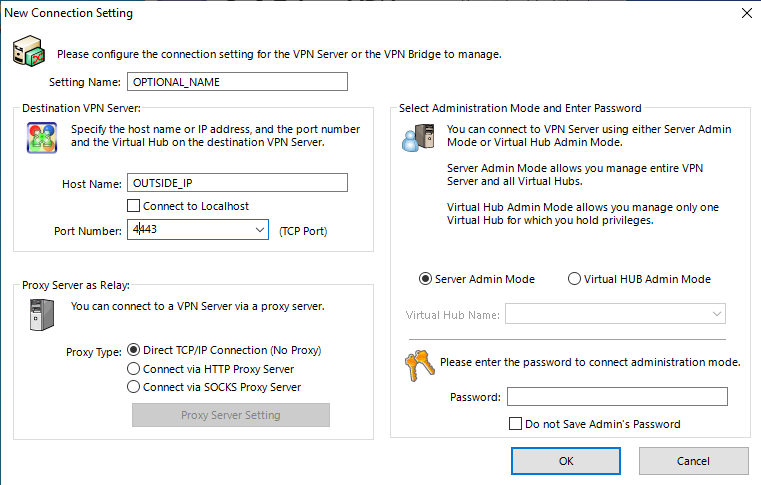 New Connection Setting
Please configure the connection setting for the VPN Server or the VPN Bridge to manage.
Setting Name: OPTIONAL_NAME
Destination VPN Server:
Specify the host name or IP address, and the port number
and the Virtual Hub on the destination VPN Server.
Host Name: OUTSIDE_IP
Connect to Localhost
Port Number: 4443 (TCP Port)
Proxy Server as Relay:
You can connect to a VPN Server via a proxy server.
Proxy Type: Direct TCP/IP Connection (No Proxy)
Connect via HTTP Proxy Server
Connect via SOCKS Proxy Server
Proxy Server Setting
Select Administration Mode and Enter Password
You can connect to VPN Server using either Server Admin
Mode or Virtual Hub Admin Mode.
Server Admin Mode allows you manage entire VPN
Server and all Virtual Hubs.
Virtual Hub Admin Mode allows you manage only one
Virtual Hub for which you hold privileges.
Server Admin Mode Virtual HUB Admin Mode
Virtual Hub Name:
Please enter the password to connect administration mode.
Password:
Do not Save Admin's Password
OK Cancel